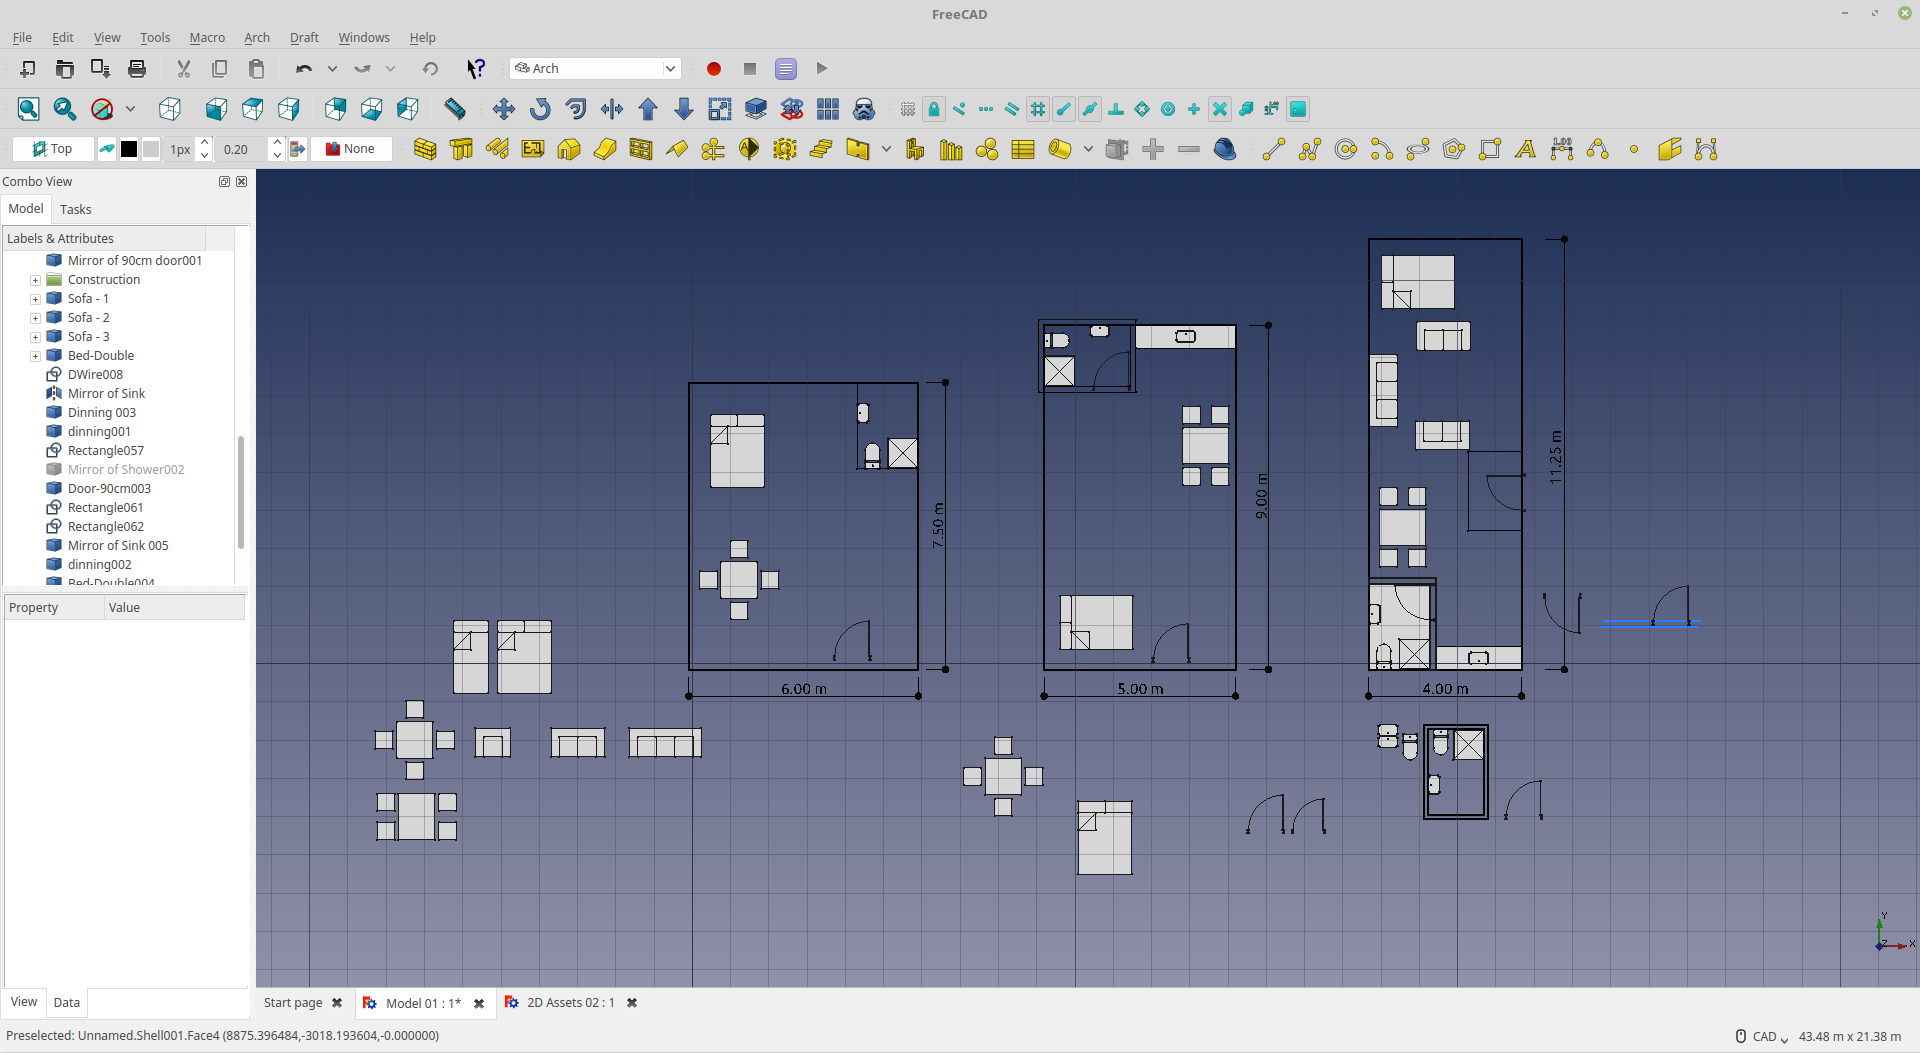 FreeCAD
File Edit View Tools Macro Arch Draft Windows Help
Arch
Top 1px 0.20 None
1.00
Combo View
Model Tasks
Labels & Attributes
Mirror of 90cm door001
Construction
Sofa - 1
Sofa - 2
Sofa - 3
Bed-Double
DWire008
Mirror of Sink
Dinning 003
dinning001
Rectangle057
Mirror of Shower002
Door-90cm003
Rectangle061
Rectangle062
Mirror of Sink 005
dinning002
Bed-Double004
Property Value
View Data
7.50 m
6.00 m
9.00 m
5.00 m
11.25 m
4.00 m
Y
Z
X
Start page Model 01 : 1* 2D Assets 02 : 1
Preselected: Unnamed.Shell001.Face4 (8875.396484,-3018.193604,-0.000000)
CAD 43.48 m x 21.38 m